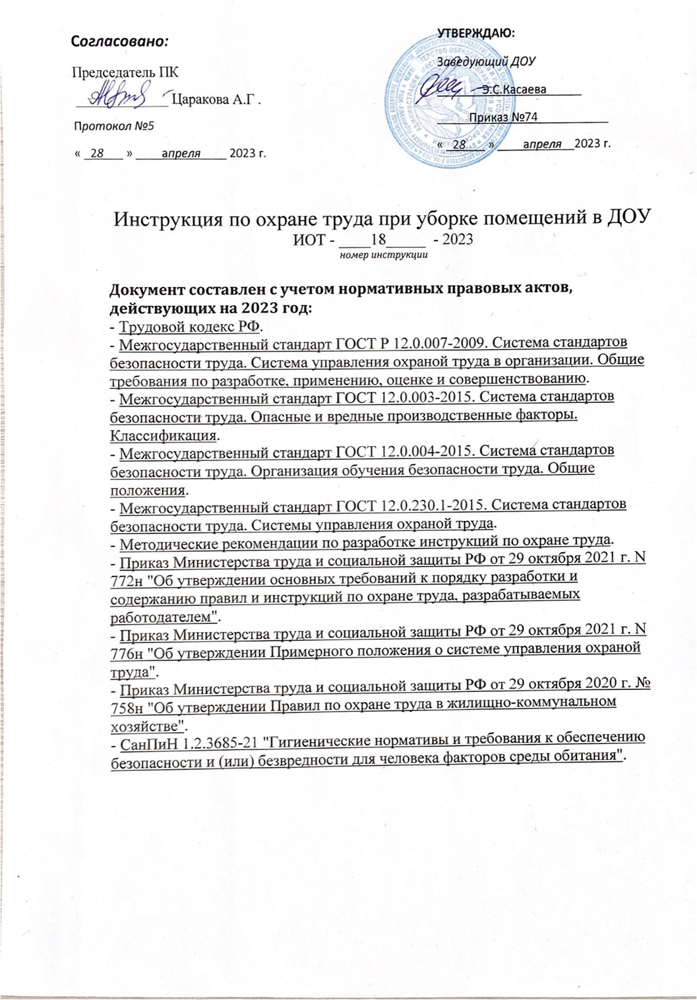 Согласовано:
Председатель ПК
____________ Царакова А.Г .
Протокол №5
« _28___ » ____апреля____ 2023 г.
УТВЕРЖДАЮ:
Заведующий ДОУ
Э.С.Касаева
Приказ №74
« _28___ » ____апреля__2023 г.
Инструкция по охране труда при уборке помещений в ДОУ
ИОТ - ____18_____ - 2023
номер инструкции
Документ составлен с учетом нормативных правовых актов,
действующих на 2023 год:
- Трудовой кодекс РФ.
- Межгосударственный стандарт ГОСТ Р 12.0.007-2009. Система стандартов
безопасности труда. Система управления охраной труда в организации. Общие
требования по разработке, применению, оценке и совершенствованию.
- Межгосударственный стандарт ГОСТ 12.0.003-2015. Система стандартов
безопасности труда. Опасные и вредные производственные факторы.
Классификация.
- Межгосударственный стандарт ГОСТ 12.0.004-2015. Система стандартов
безопасности труда. Организация обучения безопасности труда. Общие
положения.
- Межгосударственный стандарт ГОСТ 12.0.230.1-2015. Система стандартов
безопасности труда. Системы управления охраной труда.
- Методические рекомендации по разработке инструкций по охране труда.
- Приказ Министерства труда и социальной защиты РФ от 29 октября 2021 г. N
772н "Об утверждении основных требований к порядку разработки и
содержанию правил и инструкций по охране труда, разрабатываемых
работодателем".
- Приказ Министерства труда и социальной защиты РФ от 29 октября 2021 г. N
776н "Об утверждении Примерного положения о системе управления охраной
труда".
- Приказ Министерства труда и социальной защиты РФ от 29 октября 2020 г. №
758н "Об утверждении Правил по охране труда в жилищно-коммунальном
хозяйстве".
- СанПиН 1.2.3685-21 "Гигиенические нормативы и требования к обеспечению
безопасности и (или) безвредности для человека факторов среды обитания".